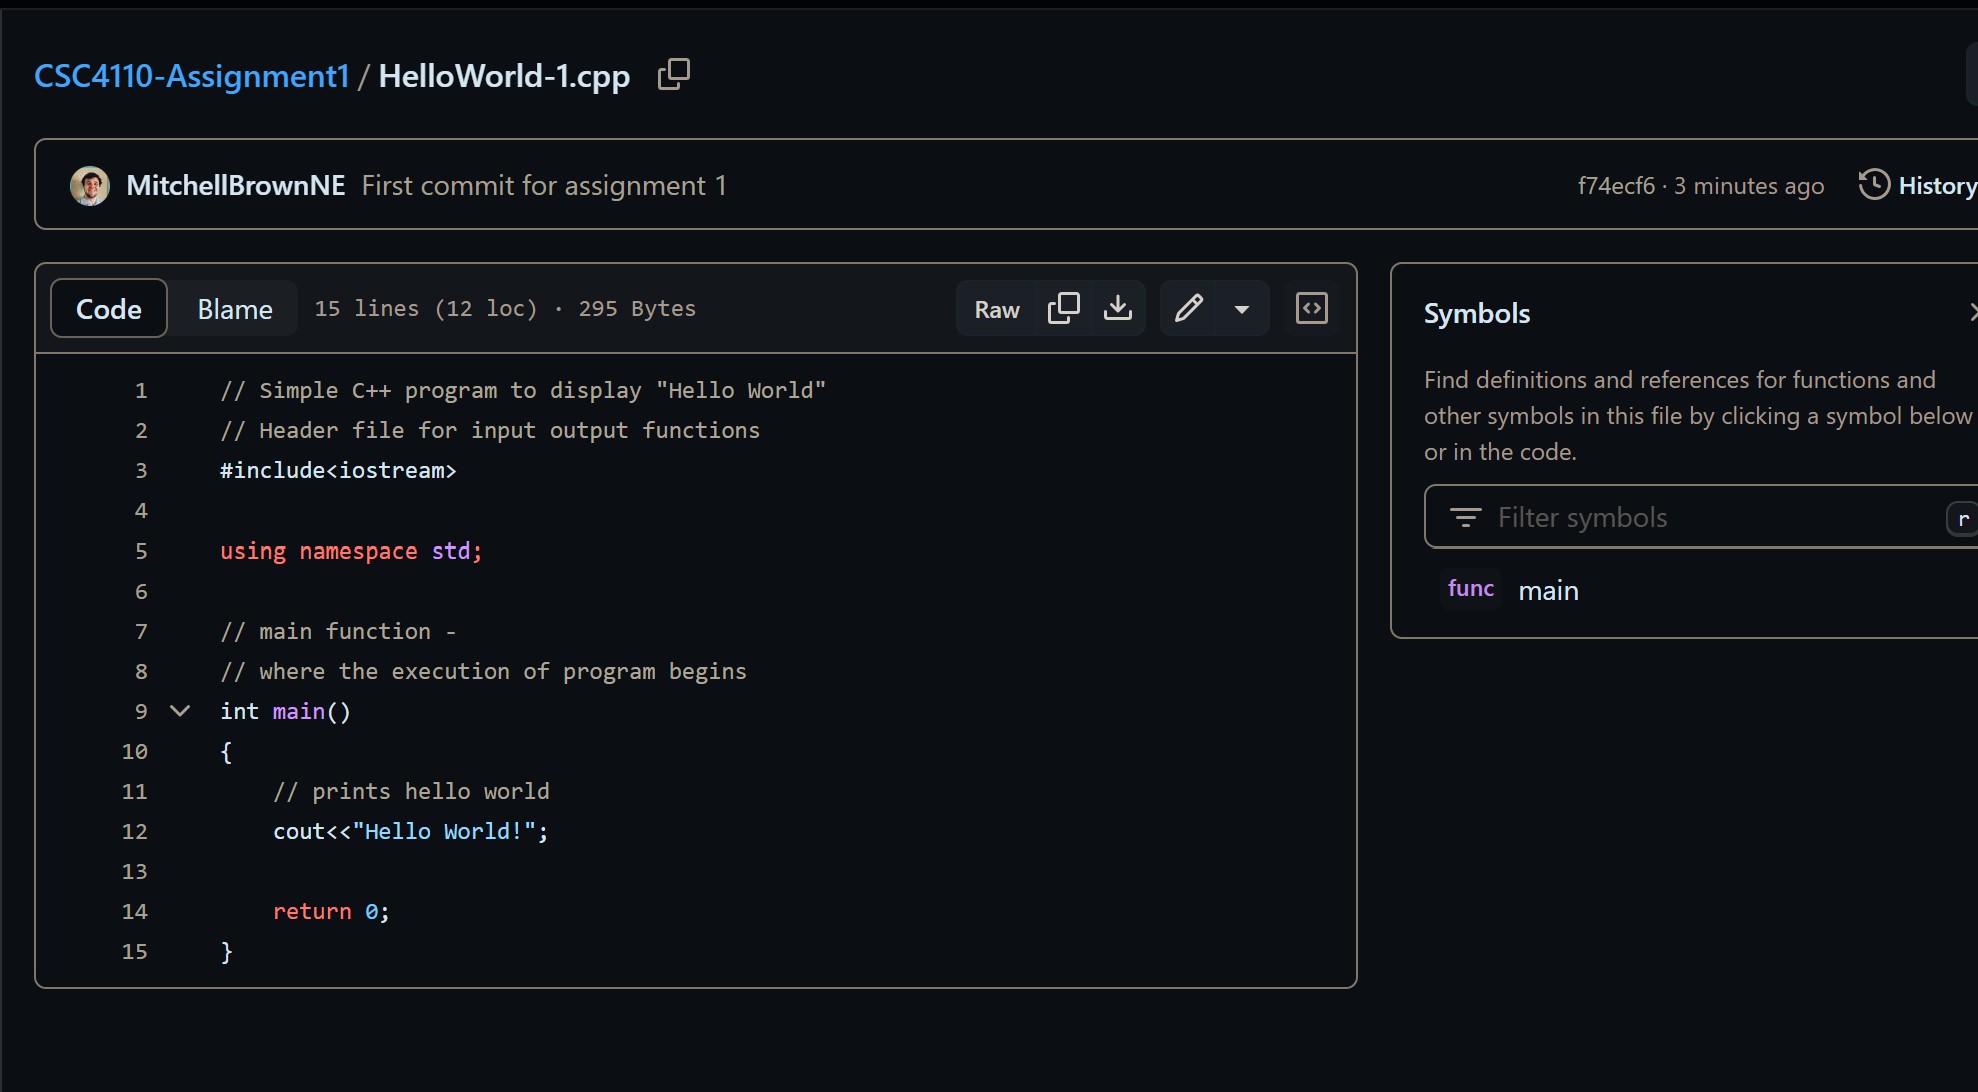 CSC4110-Assignment1 / HelloWorld-1.cpp
MitchellBrownNE First commit for assignment 1 f74ecf6 · 3 minutes ago History
Code Blame 15 lines (12 loc) · 295 Bytes Raw
1 // Simple C++ program to display "Hello World"
2 // Header file for input output functions
3 #include<iostream>
4
5 using namespace std;
6
7 // main function -
8 // where the execution of program begins
9 int main()
10 {
11     // prints hello world
12     cout<<"Hello World!";
13
14     return 0;
15 }
Symbols
Find definitions and references for functions and
other symbols in this file by clicking a symbol below
or in the code.
Filter symbols r
func main